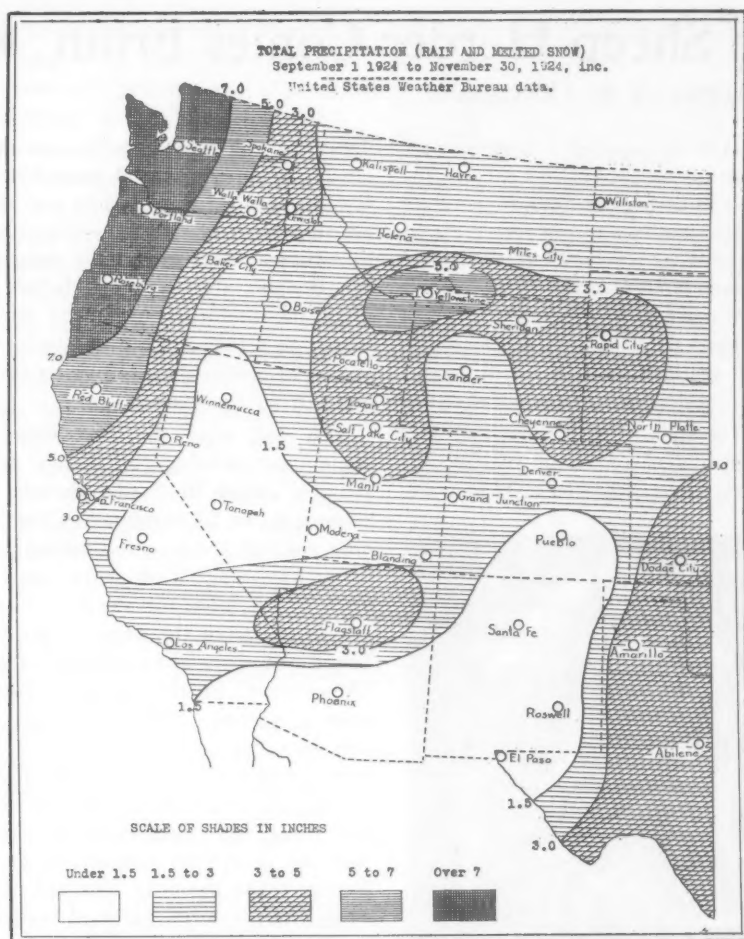 TOTAL PRECIPITATION (RAIN AND MELTED SNOW)
September 1 1924 to November 30, 1924, inc.
United States Weather Bureau data.
7.0
5.0
3.0
Seattle
Spokane
Kalispell
Havre
Walla Walla
Lewiston
Williston
Portland
Helena
Miles City
Baker City
5.0
Roseburg
Boise
Yellowstone
3.0
Sheridan
Rapid City
7.0
Pocatello
Lander
Red Bluff
Winnemucca
Logan
Cheyenne
North Platte
Reno
1.5
Salt Lake City
5.0
Manti
Denver
3.0
San Francisco
Tonopah
Grand Junction
3.0
Modena
Pueblo
Fresno
Blanding
Dodge City
Flagstaff
Santa Fe
Los Angeles
3.0
Amarillo
Phoenix
1.5
Roswell
Abilene
El Paso
1.5
3.0
SCALE OF SHADES IN INCHES
Under 1.5 1.5 to 3 3 to 5 5 to 7 Over 7